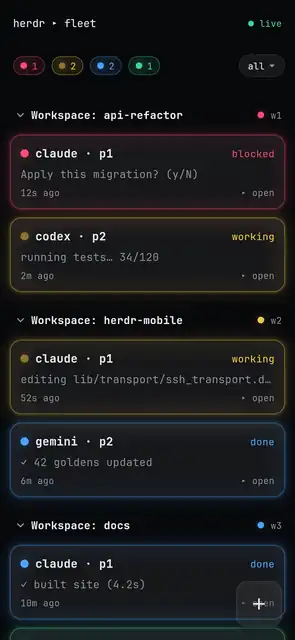 herdr ▸ fleet
live
1
2
2
1
all
Workspace: api-refactor
w1
claude · p1
blocked
Apply this migration? (y/N)
12s ago
▸ open
codex · p2
working
running tests… 34/120
2m ago
▸ open
Workspace: herdr-mobile
w2
claude · p1
working
editing lib/transport/ssh_transport.d…
52s ago
▸ open
gemini · p2
done
✓ 42 goldens updated
6m ago
▸ open
Workspace: docs
w3
claude · p1
done
✓ built site (4.2s)
10m ago
▸ open
+